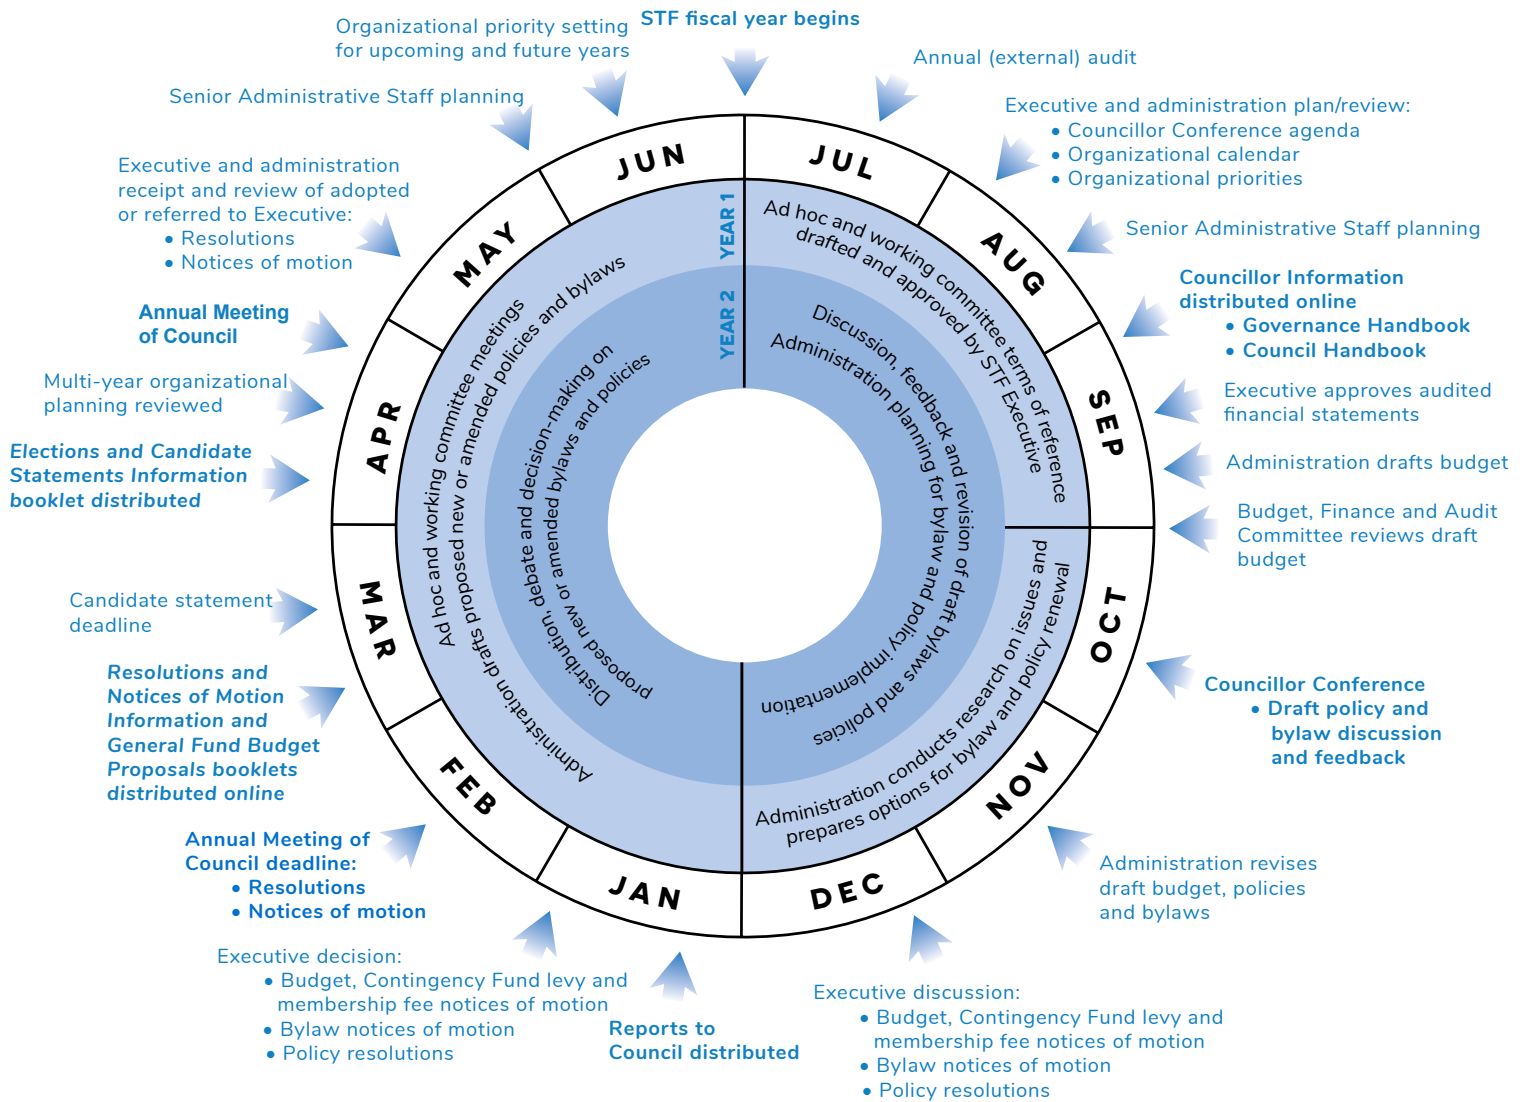 STF fiscal year begins
Annual (external) audit
Executive and administration plan/review:
• Councillor Conference agenda
• Organizational calendar
• Organizational priorities
Senior Administrative Staff planning
Councillor Information
distributed online
• Governance Handbook
• Council Handbook
Executive approves audited
financial statements
Administration drafts budget
Budget, Finance and Audit
Committee reviews draft
budget
Councillor Conference
• Draft policy and
bylaw discussion
and feedback
Administration revises
draft budget, policies
and bylaws
Executive discussion:
• Budget, Contingency Fund levy and
membership fee notices of motion
• Bylaw notices of motion
• Policy resolutions
Reports to
Council distributed
Executive decision:
• Budget, Contingency Fund levy and
membership fee notices of motion
• Bylaw notices of motion
• Policy resolutions
Annual Meeting of
Council deadline:
• Resolutions
• Notices of motion
Resolutions and
Notices of Motion
Information and
General Fund Budget
Proposals booklets
distributed online
Candidate statement
deadline
Elections and Candidate
Statements Information
booklet distributed
Multi-year organizational
planning reviewed
Annual Meeting
of Council
Executive and administration
receipt and review of adopted
or referred to Executive:
• Resolutions
• Notices of motion
Senior Administrative Staff planning
Organizational priority setting
for upcoming and future years
JUL
AUG
SEP
OCT
NOV
DEC
JAN
FEB
MAR
APR
MAY
JUN
YEAR 1
Ad hoc and working committee terms of reference
drafted and approved by STF Executive
Administration conducts research on issues and
prepares options for bylaw and policy renewal
Ad hoc and working committee meetings
Administration drafts proposed new or amended policies and bylaws
YEAR 2
Discussion, feedback and revision of draft bylaws and policies
Administration planning for bylaw and policy implementation
Distribution, debate and decision-making on
proposed new or amended bylaws and policies